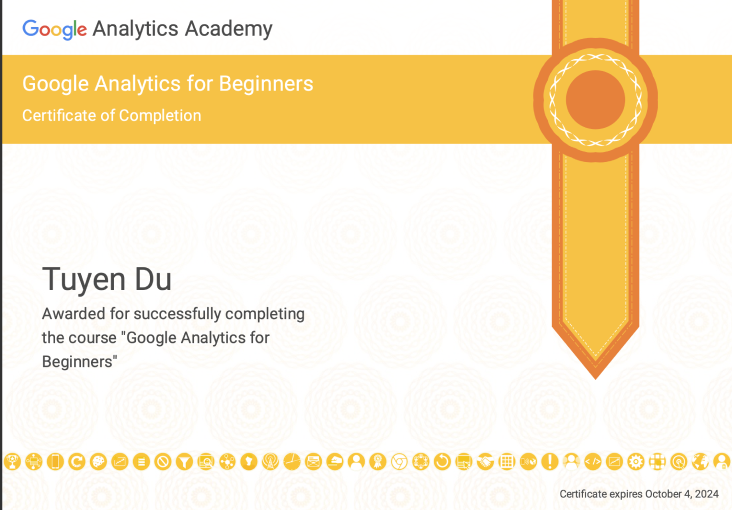 Google Analytics Academy
Google Analytics for Beginners
Certificate of Completion
Tuyen Du
Awarded for successfully completing
the course "Google Analytics for
Beginners"
Certificate expires October 4, 2024